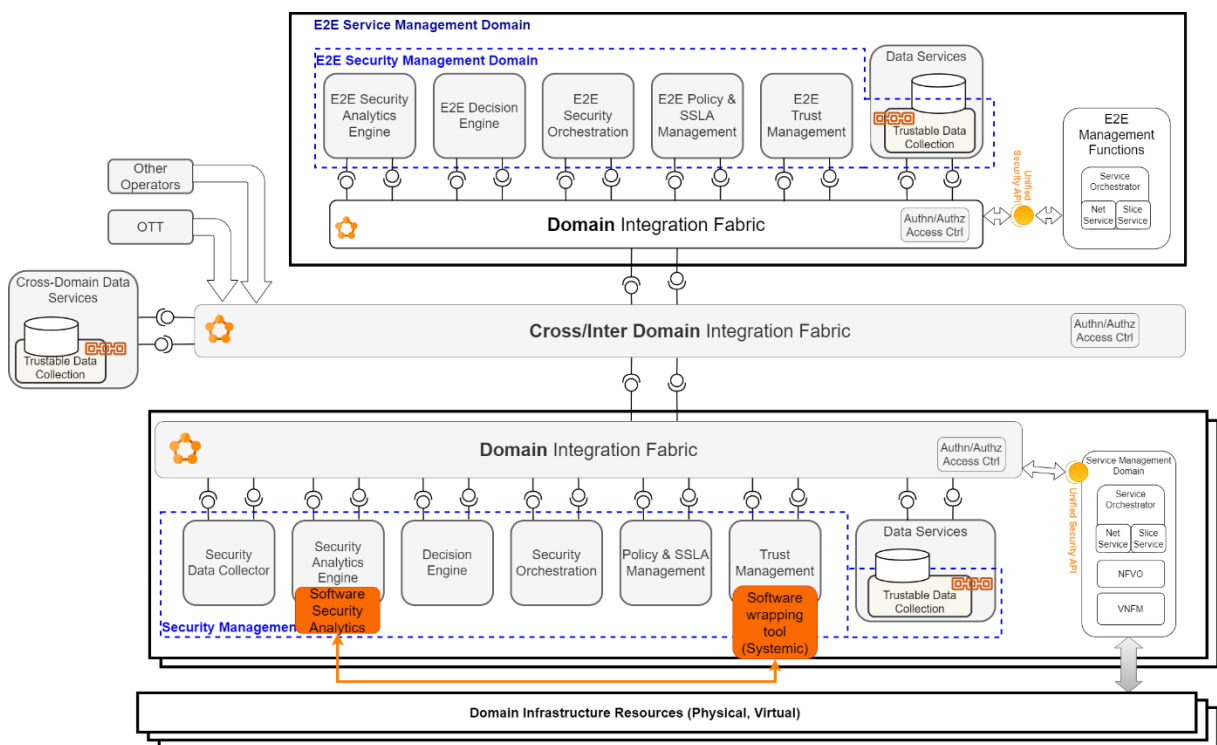 E2E Service Management Domain
E2E Security Management Domain
E2E Security
Analytics
Engine
E2E Decision
Engine
E2E
Security
Orchestration
E2E Policy &
SSLA
Management
E2E
Trust
Management
Data Services
Trustable Data
Collection
Unified
Security API
E2E
Management
Functions
Service
Orchestrator
Net
Service
Slice
Service
Domain Integration Fabric
Authn/Authz
Access Ctrl
Other
Operators
OTT
Cross-Domain Data
Services
Trustable Data
Collection
Cross/Inter Domain Integration Fabric
Authn/Authz
Access Ctrl
Domain Integration Fabric
Authn/Authz
Access Ctrl
Security
Data Collector
Security
Analytics
Engine
Software
Security
Analytics
Decision
Engine
Security
Orchestration
Policy & SSLA
Management
Trust
Management
Software
wrapping
tool
(Systemic)
Data Services
Trustable Data
Collection
Security Management
Unified Security API
Service Management
Domain
Service
Orchestrator
Net
Service
Slice
Service
NFVO
VNFM
Domain Infrastructure Resources (Physical, Virtual)